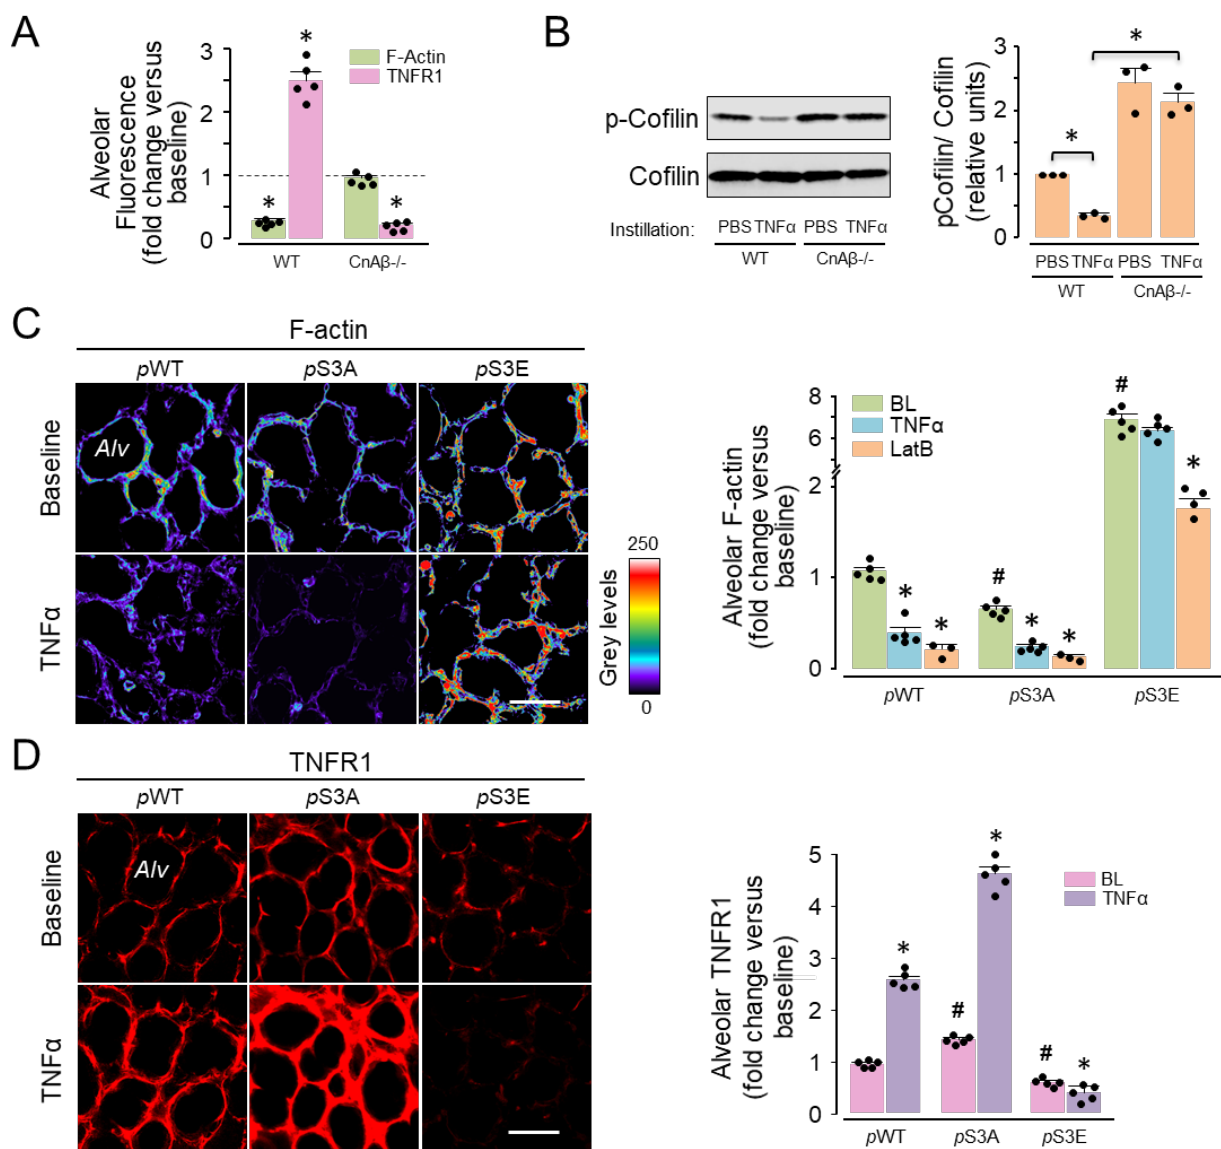 A
Alveolar
Fluorescence
(fold change versus
baseline)
3
2
1
0
*
*
*
F-Actin
TNFR1
WT
CnAβ-/-
B
p-Cofilin
Cofilin
Instillation:
PBS TNFα
PBS TNFα
WT
CnAβ-/-
pCofilin/ Cofilin
(relative units)
3
2
1
0
*
*
PBS TNFα PBS TNFα
WT
CnAβ-/-
C
F-actin
pWT
pS3A
pS3E
Baseline
Alv
TNFα
250
Grey levels
0
Alveolar F-actin
(fold change versus
baseline)
8
6
2
1
0
BL
TNFα
LatB
*
*
#
*
*
#
*
pWT
pS3A
pS3E
D
TNFR1
pWT
pS3A
pS3E
Baseline
Alv
TNFα
Alveolar TNFR1
(fold change versus
baseline)
5
4
3
2
1
0
BL
TNFα
*
#
*
#
*
pWT
pS3A
pS3E